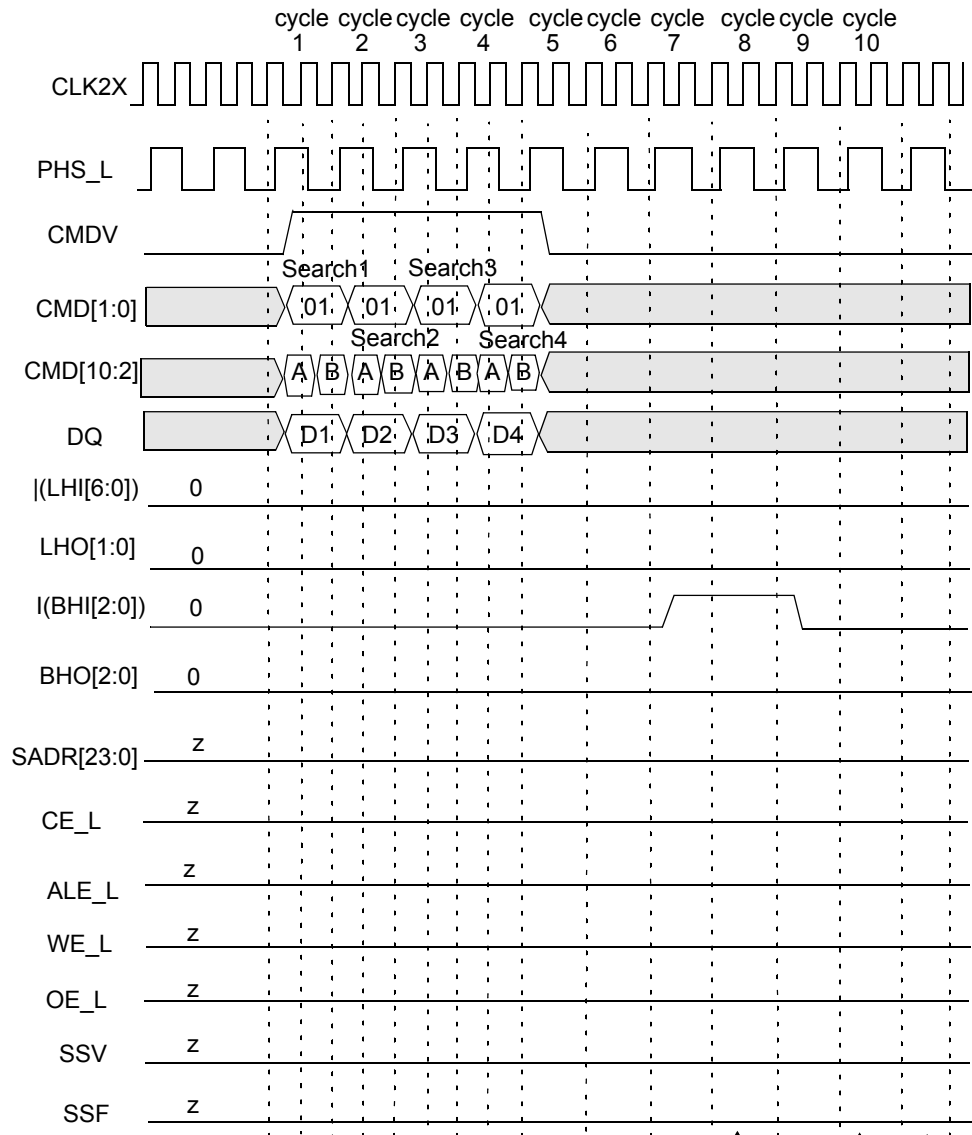 cycle cycle cycle cycle cycle cycle cycle cycle cycle cycle
1 2 3 4 5 6 7 8 9 10
CLK2X
PHS_L
CMDV
Search1 Search3
CMD[1:0] 01 01 01 01
Search2 Search4
CMD[10:2] A B A B A B A B
DQ D1 D2 D3 D4
|(LHI[6:0]) 0
LHO[1:0] 0
I(BHI[2:0]) 0
BHO[2:0] 0
SADR[23:0] z
CE_L z
ALE_L z
WE_L z
OE_L z
SSV z
SSF z